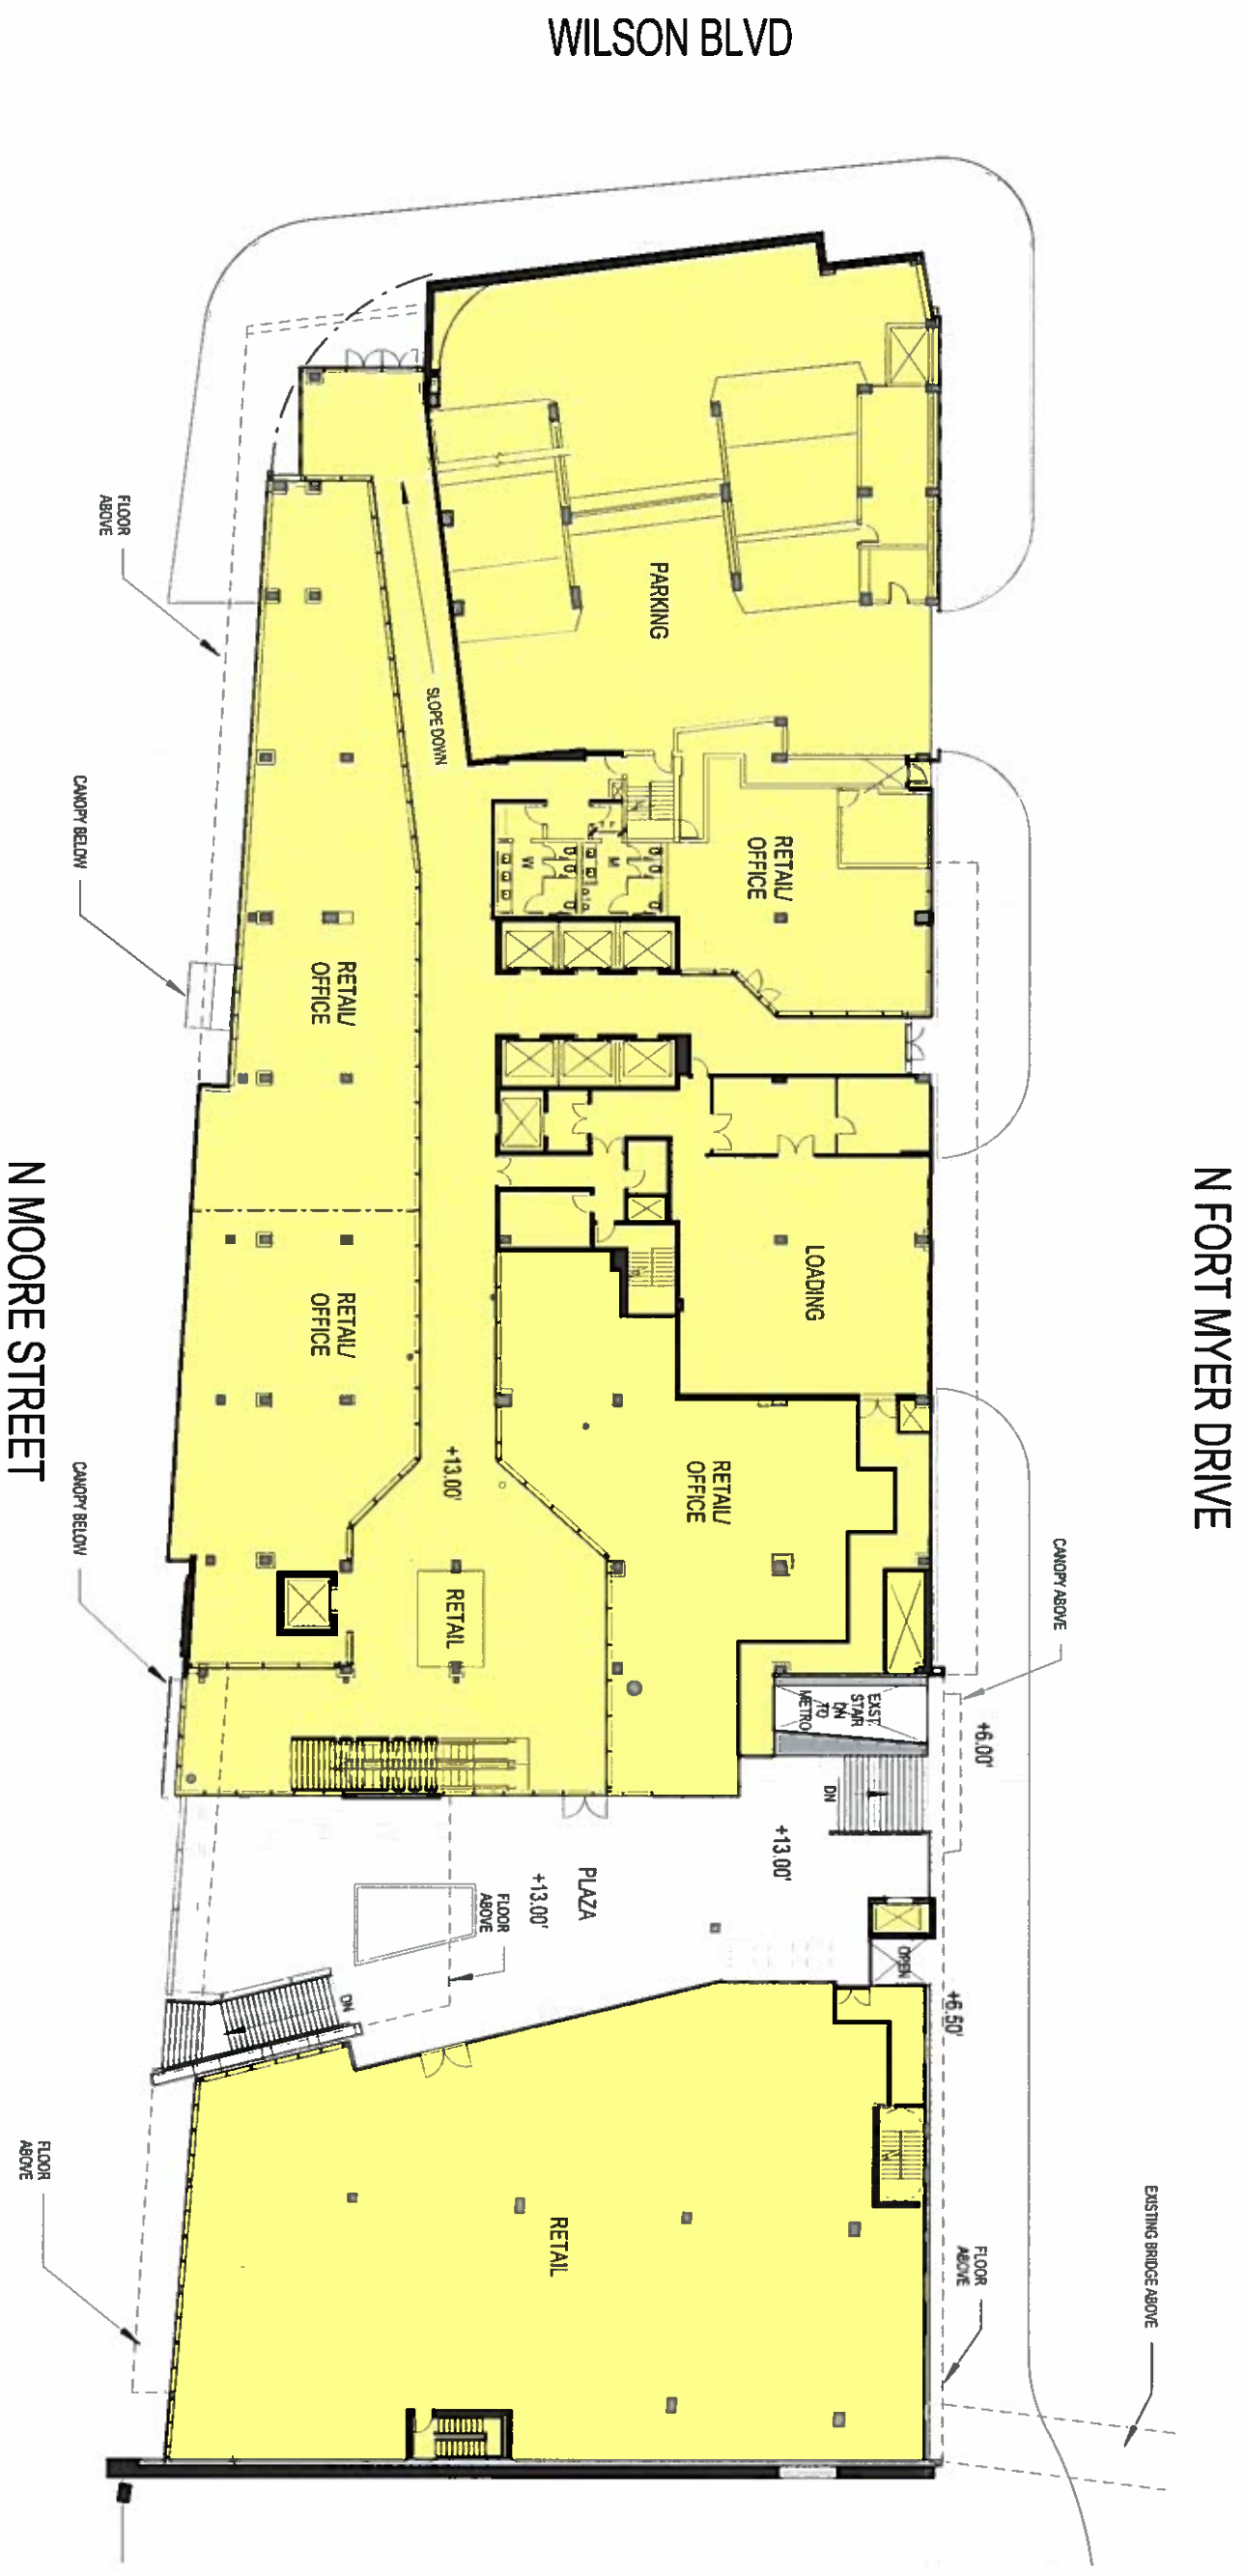 WILSON BLVD
FLOOR
ABOVE
PARKING
SLOPE DOWN
CANOPY BELOW
RETAIL/
OFFICE
W
M
RETAIL/
OFFICE
N MOORE STREET
N FORT MYER DRIVE
LOADING
RETAIL/
OFFICE
+13.00'
RETAIL/
OFFICE
CANOPY BELOW
CANOPY ABOVE
RETAIL
EXST.
STAIR
DN
TO
METRO
+6.00'
DN
+13.00'
PLAZA
+13.00'
FLOOR
ABOVE
OPEN
+6.50'
DN
FLOOR
ABOVE
EXISTING BRIDGE ABOVE
RETAIL
FLOOR
ABOVE